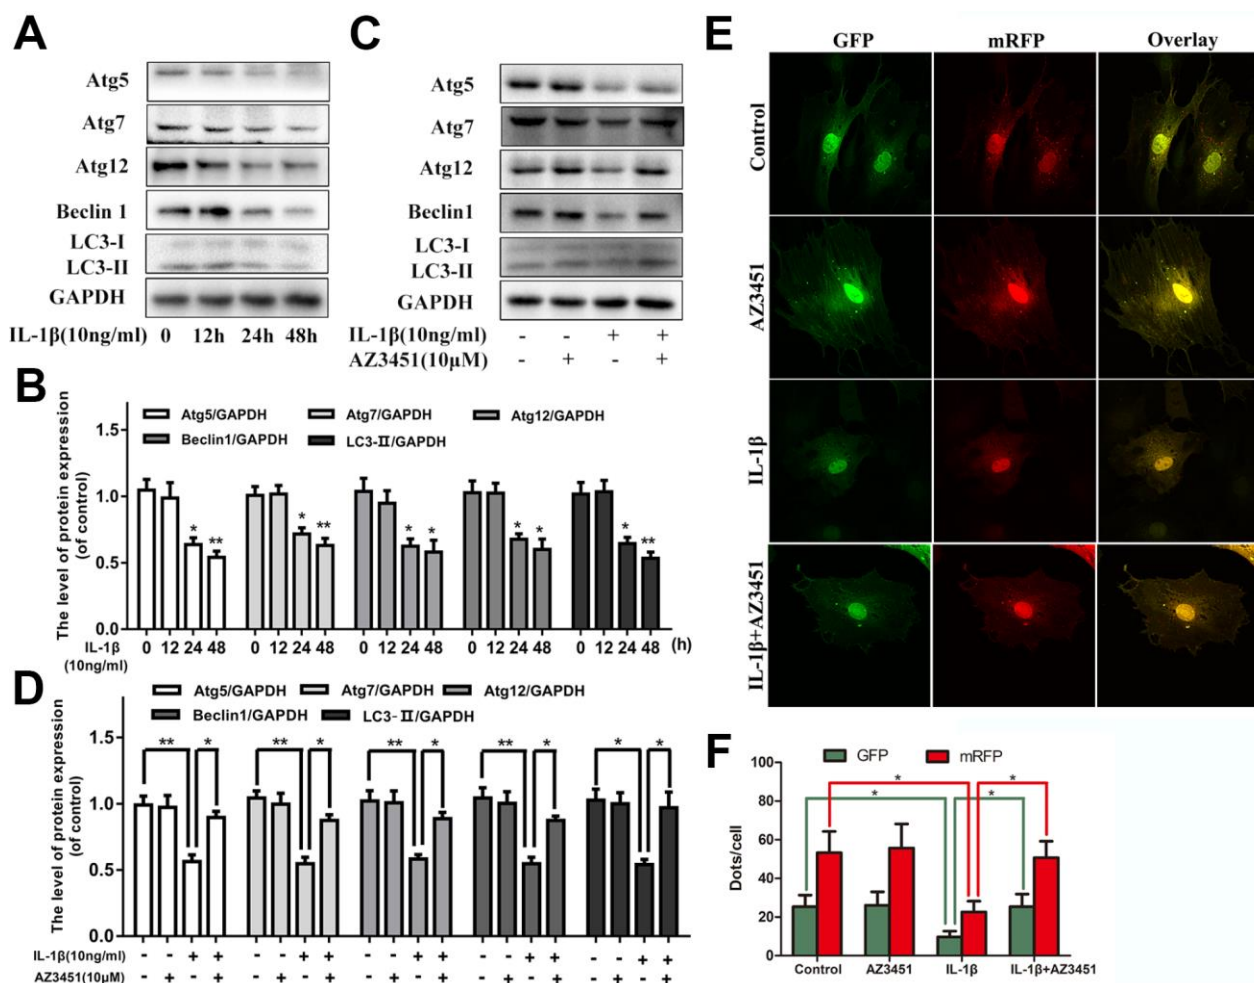 A
Atg5
Atg7
Atg12
Beclin 1
LC3-I
LC3-II
GAPDH
IL-1β(10ng/ml) 0 12h 24h 48h
C
Atg5
Atg7
Atg12
Beclin1
LC3-I
LC3-II
GAPDH
IL-1β(10ng/ml) - - + +
AZ3451(10μM) - + - +
B
Atg5/GAPDH Atg7/GAPDH Atg12/GAPDH
Beclin1/GAPDH LC3-II/GAPDH
The level of protein expression
(of control)
1.5
1.0
0.5
0.0
* ** * ** * * * * * **
IL-1β
(10ng/ml)
0 12 24 48 0 12 24 48 0 12 24 48 0 12 24 48 0 12 24 48 (h)
D
Atg5/GAPDH Atg7/GAPDH Atg12/GAPDH
Beclin1/GAPDH LC3-II/GAPDH
The level of protein expression
(of control)
1.5
1.0
0.5
0.0
** * ** * ** * ** * * *
IL-1β(10ng/ml) - - + + - - + + - - + + - - + + - - + +
AZ3451(10μM) - + - + - + - + - + - + - + - + - + - +
E
GFP mRFP Overlay
Control
AZ3451
IL-1β
IL-1β+AZ3451
F
GFP mRFP
Dots/cell
100
80
60
40
20
0
* *
* *
Control AZ3451 IL-1β IL-1β+AZ3451